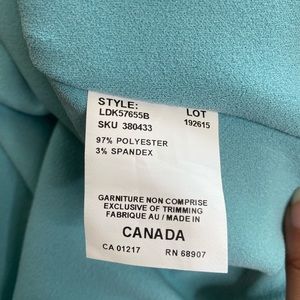 STYLE: LOT
LDK57655B 192615
SKU 380433
97% POLYESTER
3% SPANDEX
GARNITURE NON COMPRISE
EXCLUSIVE OF TRIMMING
FABRIQUE AU / MADE IN
CANADA
CA 01217 RN 68907